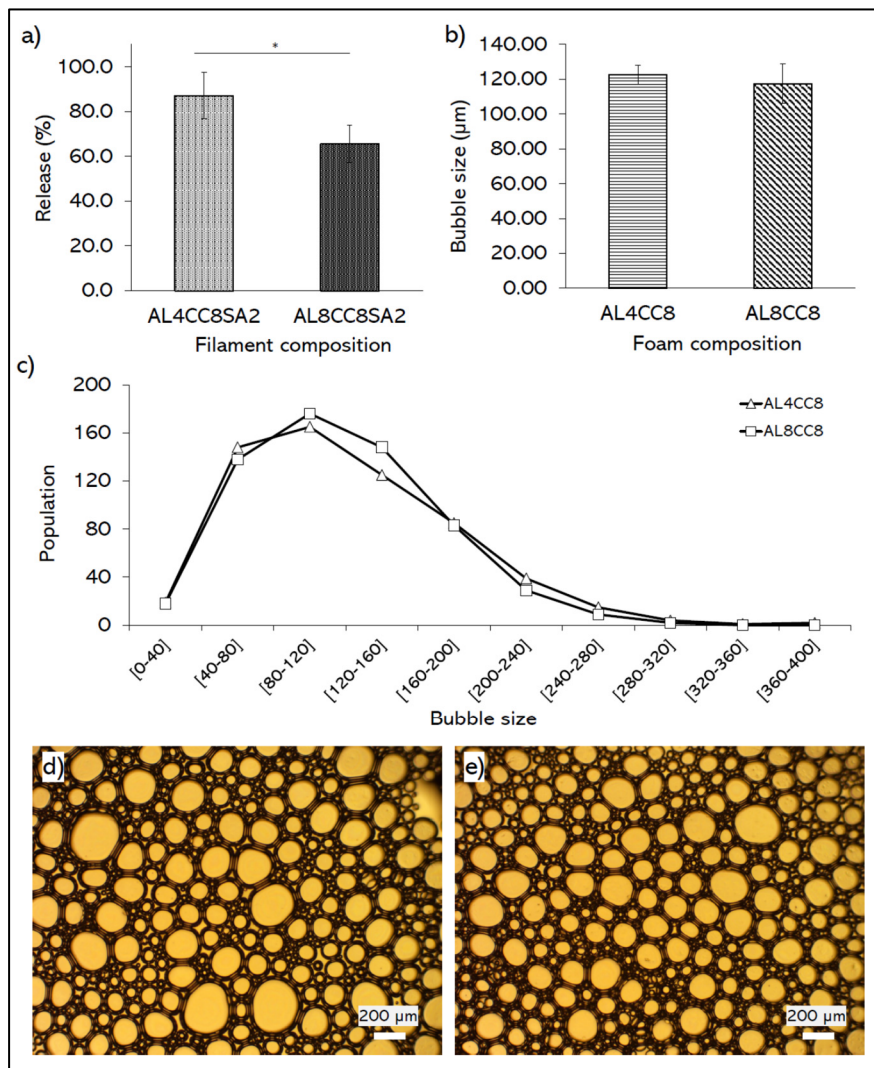 a)
*
100.0
80.0
60.0
40.0
20.0
0.0
Release (%)
AL4CC8SA2 AL8CC8SA2
Filament composition
b)
140.00
120.00
100.00
80.00
60.00
40.00
20.00
0.00
Bubble size (µm)
AL4CC8 AL8CC8
Foam composition
c)
200
160
120
80
40
0
Population
AL4CC8
AL8CC8
[0-40] [40-80] [80-120] [120-160] [160-200] [200-240] [240-280] [280-320] [320-360] [360-400]
Bubble size
d)
200 µm
e)
200 µm